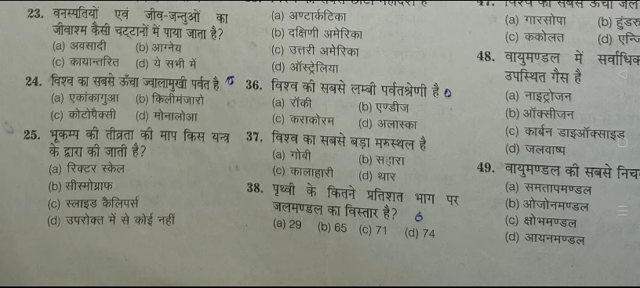 23. वनस्पतियों एवं जीव-जन्तुओं का
जीवाश्म कैसी चट्टानों में पाया जाता है?
(a) अवसादी (b) आग्नेय
(c) कायान्तरित (d) ये सभी में
24. विश्व का सबसे ऊँचा ज्वालामुखी पर्वत है
(a) एकांकागुआ (b) किलीमंजारो
(c) कोटोपैक्सी (d) मोनालोआ
25. भूकम्प की तीव्रता की माप किस यन्त्र
के द्वारा की जाती है?
(a) रिक्टर स्केल
(b) सीस्मोग्राफ
(c) स्लाइड कैलिपर्स
(d) उपरोक्त में से कोई नहीं
(a) अण्टार्कटिका
(b) दक्षिणी अमेरिका
(c) उत्तरी अमेरिका
(d) ऑस्ट्रेलिया
36. विश्व की सबसे लम्बी पर्वतश्रेणी है
(a) रॉकी (b) एण्डीज
(c) काराकोरम (d) अलास्का
37. विश्व का सबसे बड़ा मरुस्थल है
(a) गोवी (b) सहारा
(c) कालाहारी (d) थार
38. पृथ्वी के कितने प्रतिशत भाग पर
जलमण्डल का विस्तार है? 6
(a) 29 (b) 65 (c) 71 (d) 74
(a) गारसोपा (b)
(c) ककोलत (d)
48. वायुमण्डल में
उपस्थित गैस है
(a) नाइट्रोजन
(b) ऑक्सीजन
(c) कार्बन डाइऑक्साइड
(d) जलवाष्प
49. वायुमण्डल की सबसे
(a) समतापमण्डल
(b) ओजोनमण्डल
(c) क्षोभमण्डल
(d) आयनमण्डल